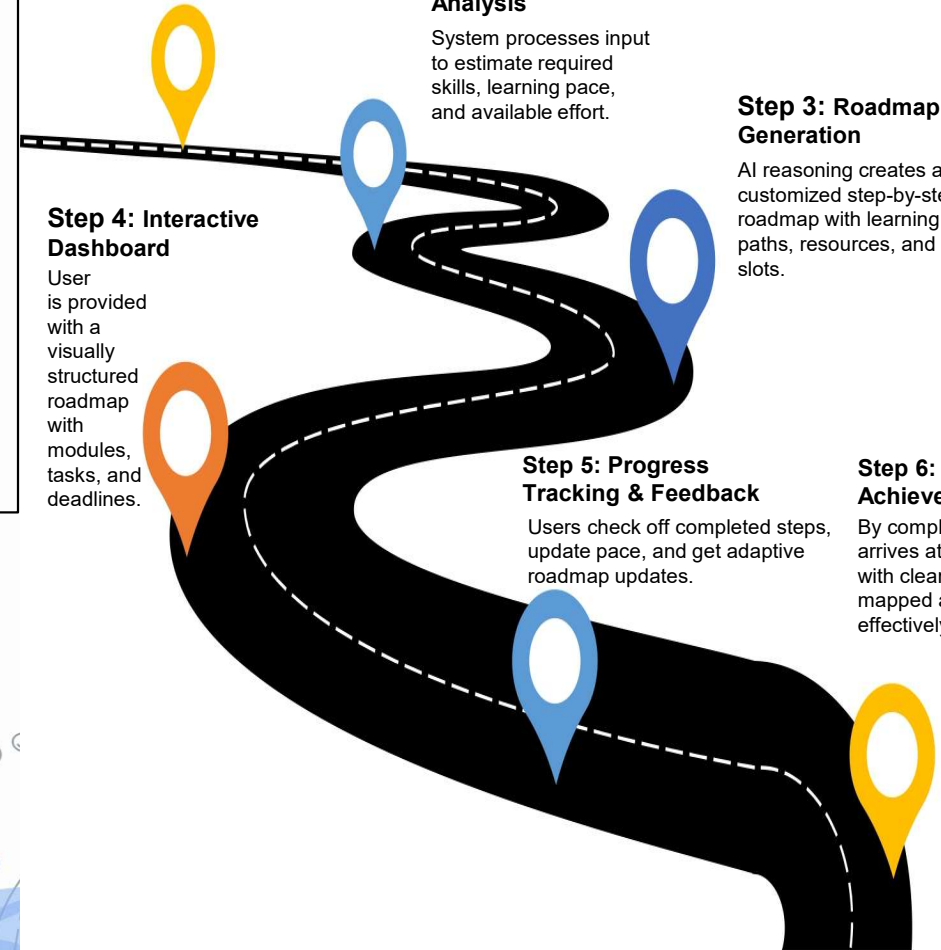 Analysis
System processes input
to estimate required
skills, learning pace,
and available effort.
Step 3: Roadmap
Generation
AI reasoning creates a
customized step-by-ste
roadmap with learning
paths, resources, and
slots.
Step 4: Interactive
Dashboard
User
is provided
with a
visually
structured
roadmap
with
modules,
tasks, and
deadlines.
Step 5: Progress
Tracking & Feedback
Users check off completed steps,
update pace, and get adaptive
roadmap updates.
Step 6:
Achieve
By compl
arrives at
with clear
mapped a
effectively